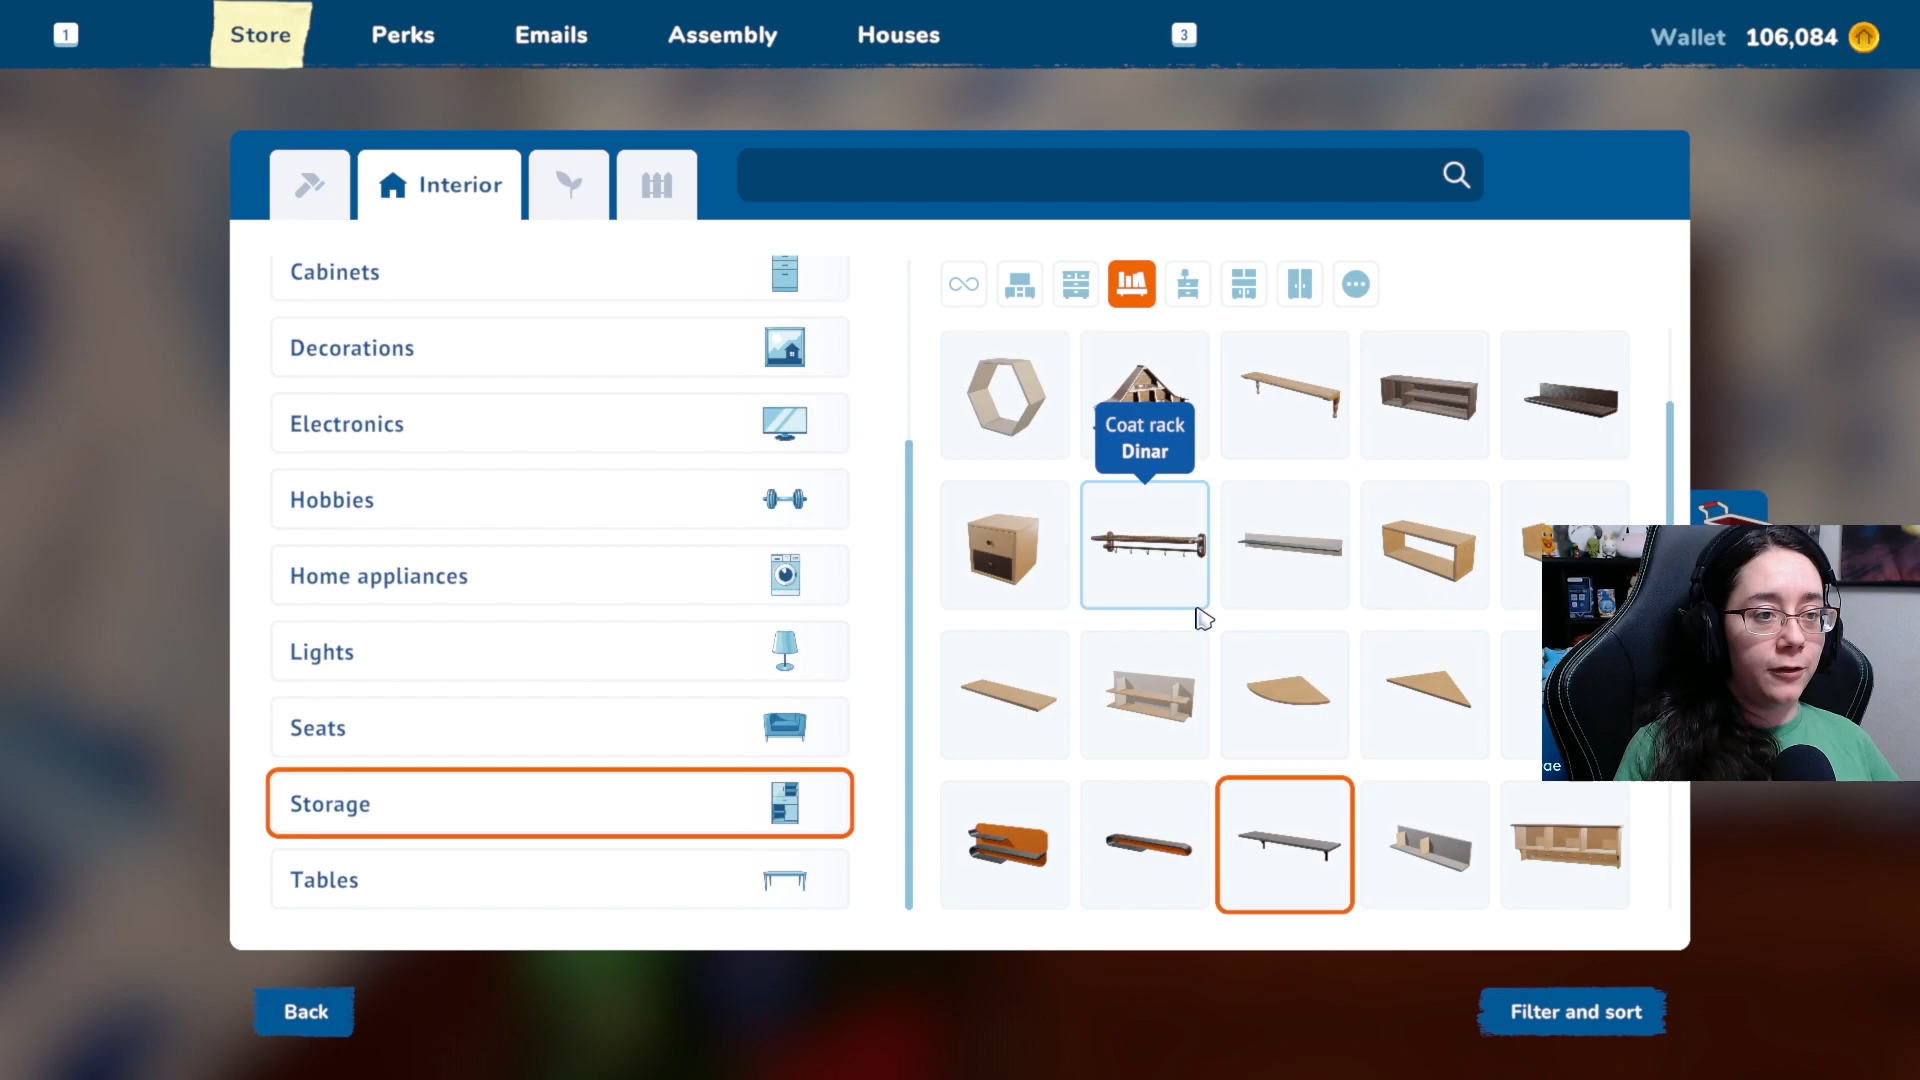 1
Store
Perks
Emails
Assembly
Houses
3
Wallet 106,084
Interior
Cabinets
Decorations
Electronics
Hobbies
Home appliances
Lights
Seats
Storage
Tables
Coat rack
Dinar
ae
Back
Filter and sort